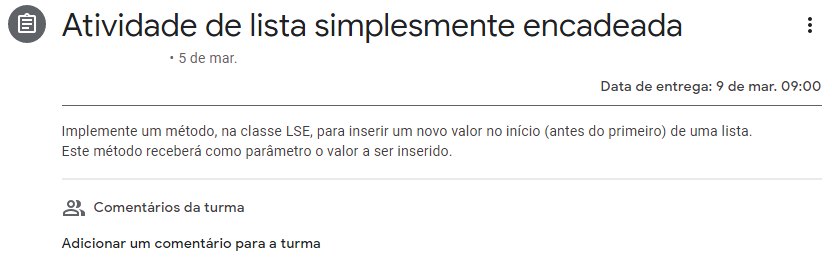 Atividade de lista simplesmente encadeada
• 5 de mar.
Data de entrega: 9 de mar. 09:00
Implemente um método, na classe LSE, para inserir um novo valor no início (antes do primeiro) de uma lista.
Este método receberá como parâmetro o valor a ser inserido.
Comentários da turma
Adicionar um comentário para a turma